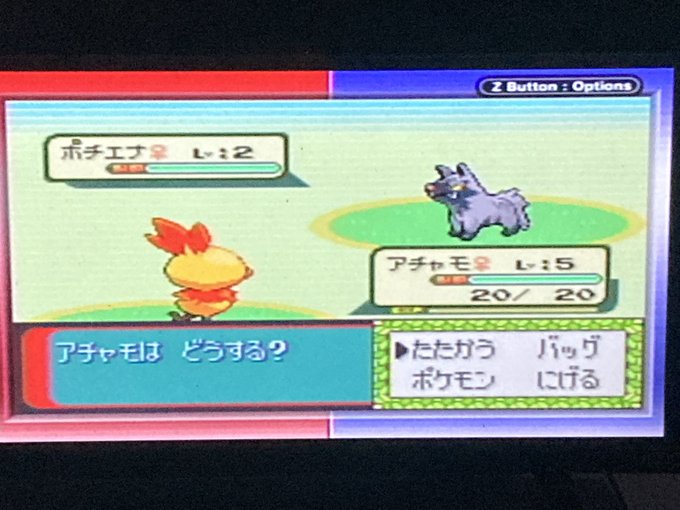 Z Button : Options
ポチエナ♀ Lv:2
アチャモ♀ Lv:5
20/ 20
アチャモは どうする?
▶たたかう バッグ
ポケモン にげる